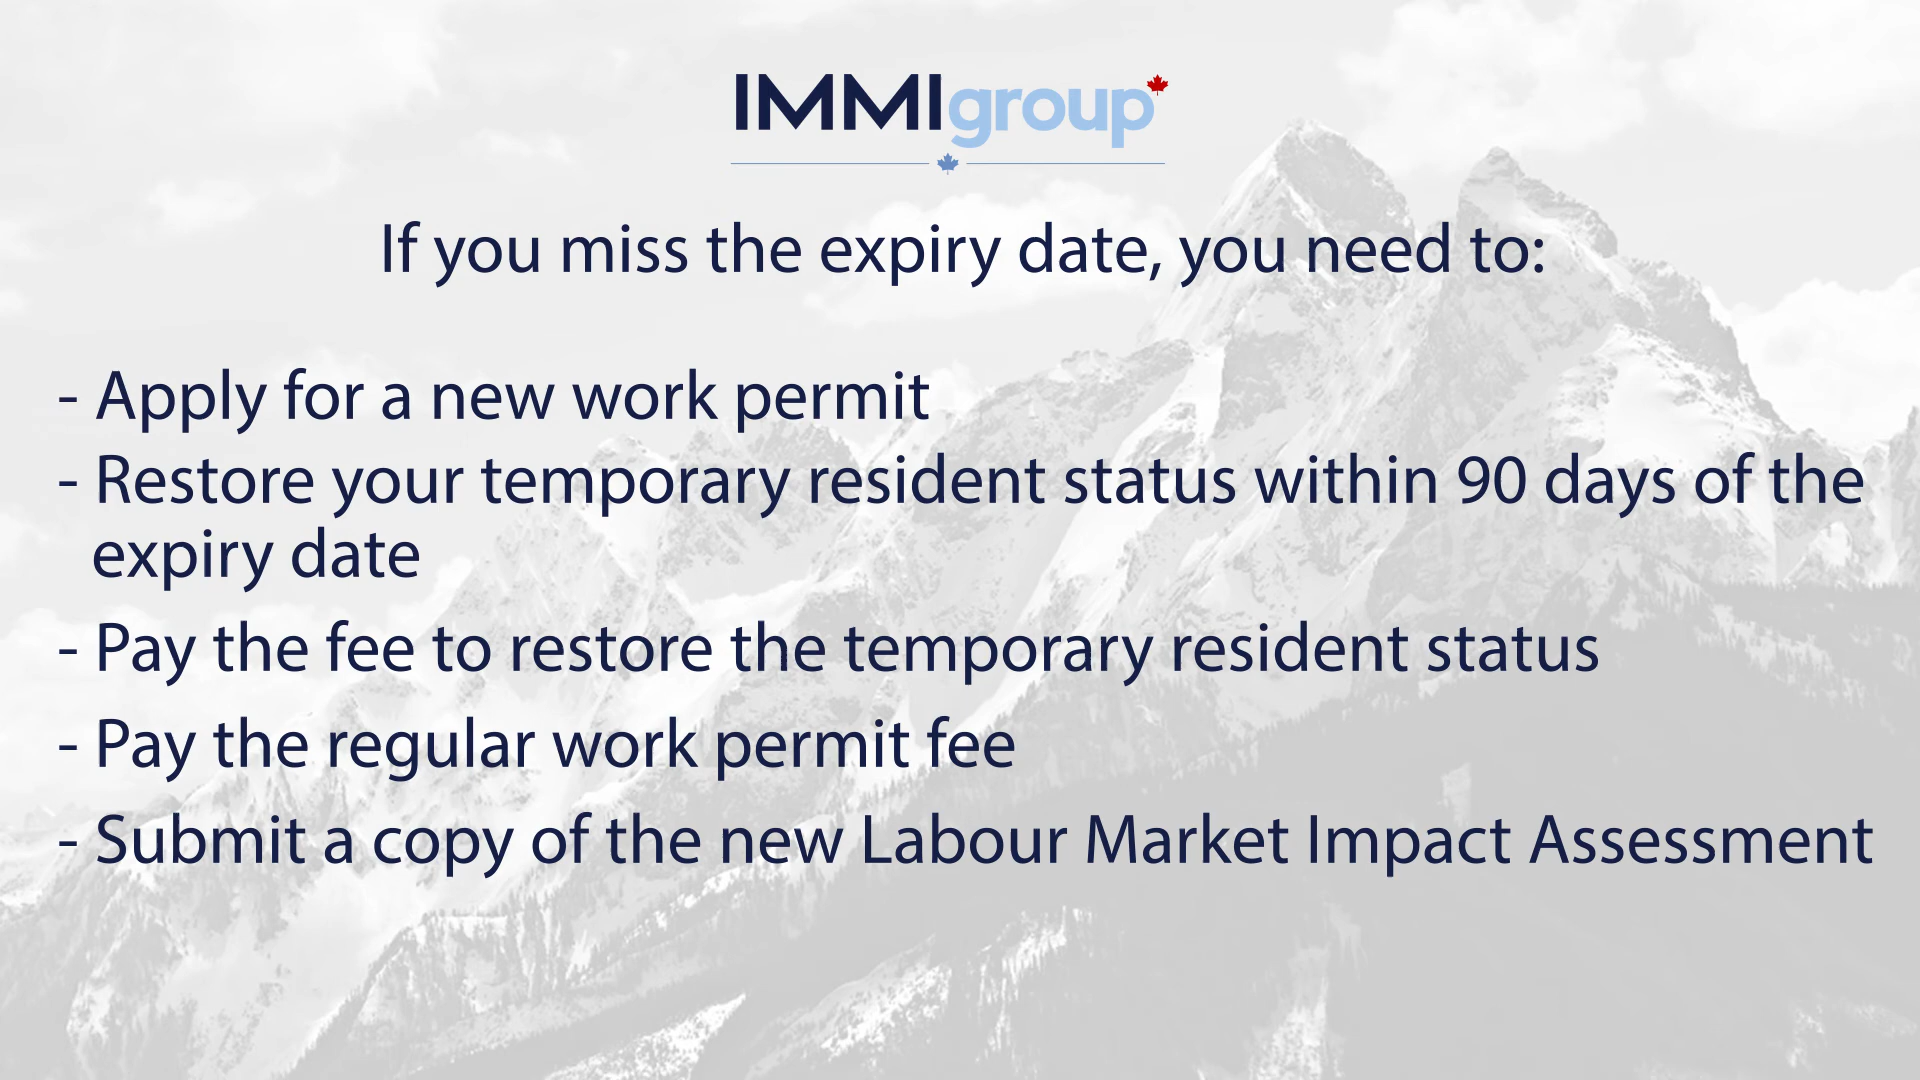 IMMIgroup
If you miss the expiry date, you need to:
- Apply for a new work permit
- Restore your temporary resident status within 90 days of the
expiry date
- Pay the fee to restore the temporary resident status
- Pay the regular work permit fee
- Submit a copy of the new Labour Market Impact Assessment